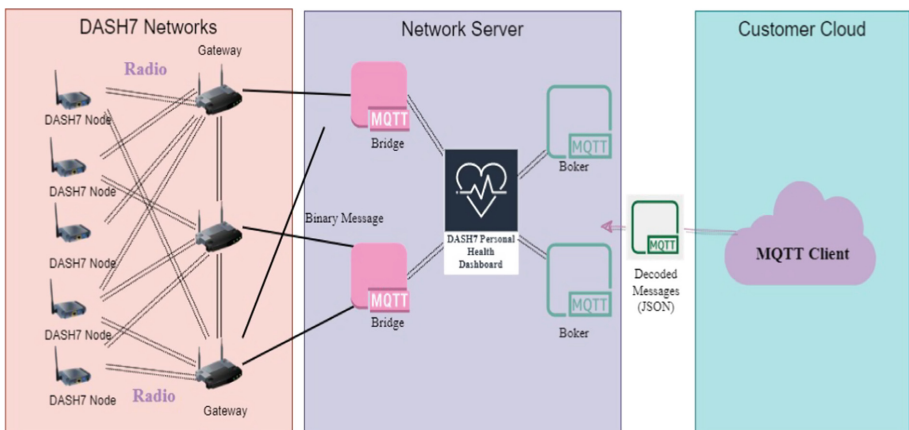 DASH7 Networks
Network Server
Customer Cloud
Gateway
Radio
DASH7 Node
DASH7 Node
DASH7 Node
DASH7 Node
DASH7 Node
Radio
Gateway
MQTT
Bridge
Binary Message
MQTT
Bridge
DASH7 Personal
Health
Dashboard
MQTT
Boker
MQTT
Boker
MQTT
Decoded
Messages
(JSON)
MQTT Client